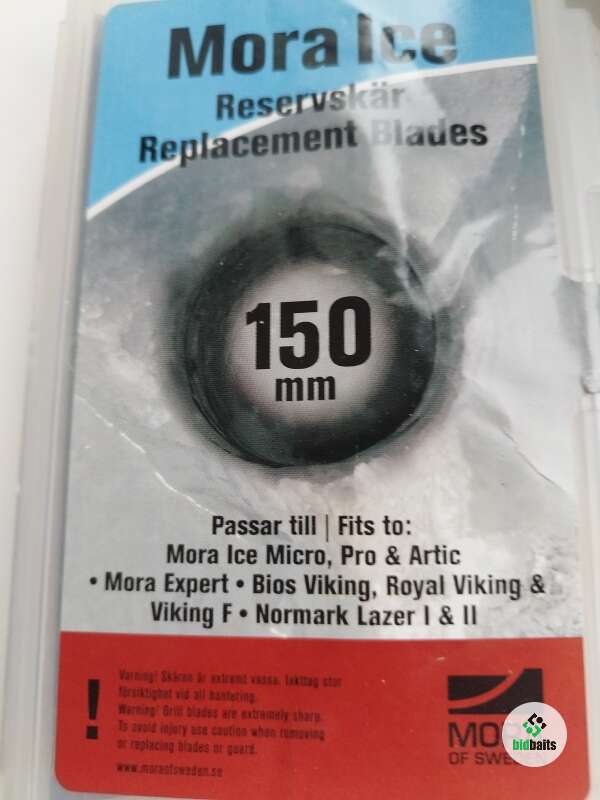 Mora Ice
Reservskär
Replacement Blades
150
mm
Passar till | Fits to:
Mora Ice Micro, Pro & Artic
• Mora Expert • Bios Viking, Royal Viking &
Viking F • Normark Lazer I & II
!
Varning! Skären är extremt vassa. Iakttag stor
försiktighet vid all hantering.
Warning! Drill blades are extremely sharp.
To avoid injury use caution when removing
or replacing blades or guard.
www.moraofsweden.se
MORA
OF SWEDEN
bidbaits